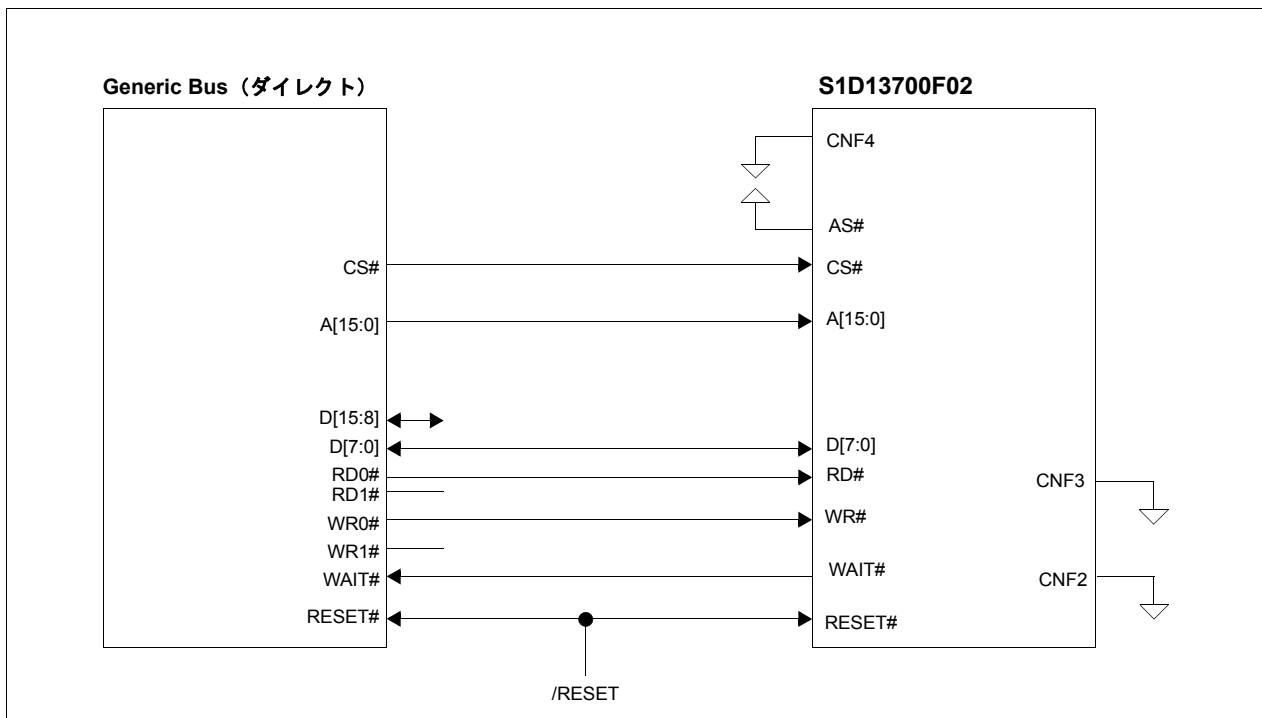 Generic Bus（ダイレクト）
CS#
A[15:0]
D[15:8]
D[7:0]
RD0#
RD1#
WR0#
WR1#
WAIT#
RESET#
/RESET
S1D13700F02
CNF4
AS#
CS#
A[15:0]
D[7:0]
RD#
WR#
WAIT#
RESET#
CNF3
CNF2